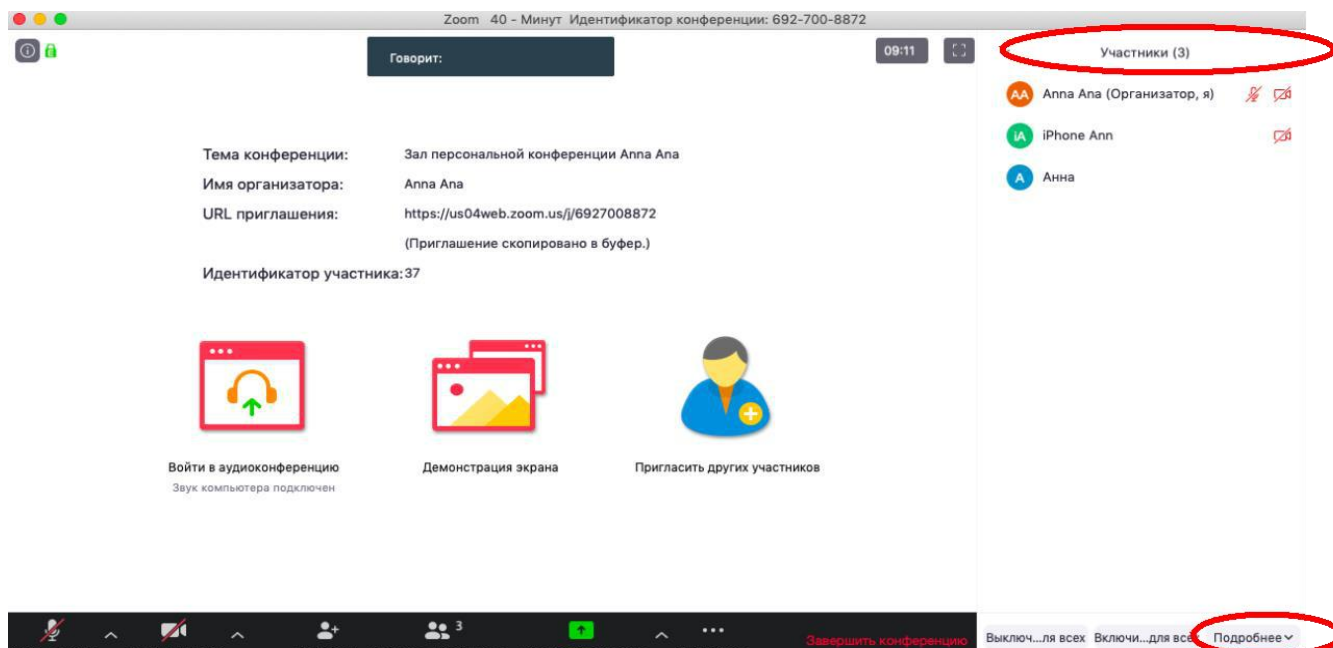 Zoom 40 - Минут Идентификатор конференции: 692-700-8872
Говорит:
09:11
Участники (3)
AA Anna Ana (Организатор, я)
iA iPhone Ann
A Анна
Тема конференции: Зал персональной конференции Anna Ana
Имя организатора: Anna Ana
URL приглашения: https://us04web.zoom.us/j/6927008872
(Приглашение скопировано в буфер.)
Идентификатор участника:37
Войти в аудиоконференцию
Звук компьютера подключен
Демонстрация экрана
Пригласить других участников
3
Завершить конференцию
Выключ...ля всех Включи...для всех Подробнее